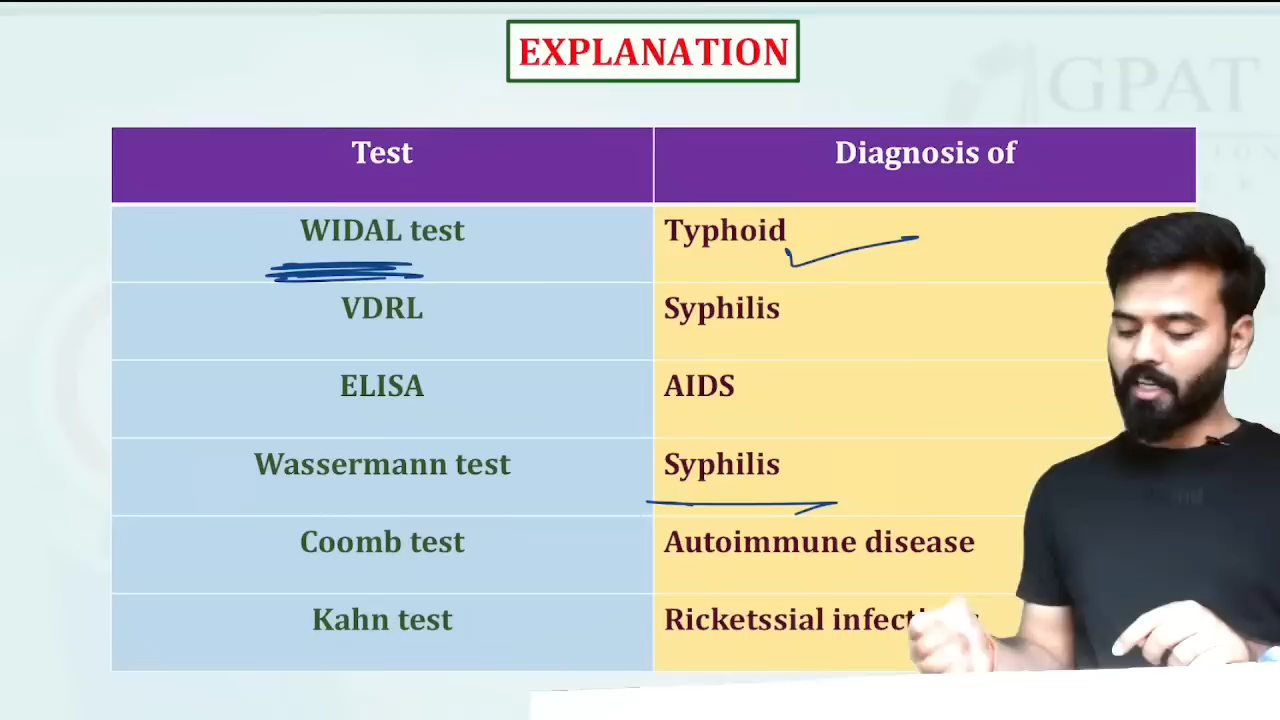 EXPLANATION
GPAT
Test Diagnosis of
WIDAL test Typhoid
VDRL Syphilis
ELISA AIDS
Wassermann test Syphilis
Coomb test Autoimmune disease
Kahn test Ricketssial